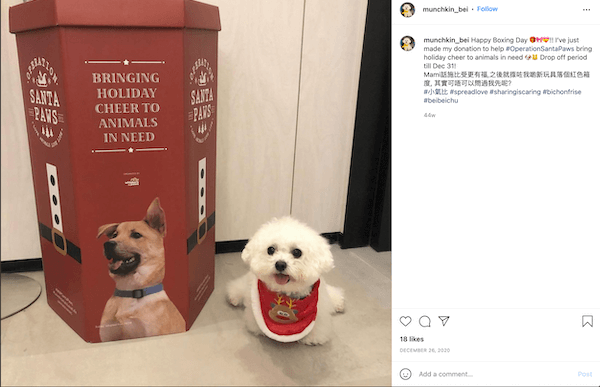 munchkin_bei • Follow
munchkin_bei Happy Boxing Day 🎁🎀💝!! I've just
made my donation to help #OperationSantaPaws bring
holiday cheer to animals in need 🐶🐱 Drop off period
till Dec 31!
Mami話施比受更有福,之後就攞咗我啲新玩具落個紅色箱
度, 其實可唔可以問過我先呢?
#小氣比 #spreadlove #sharingiscaring #bichonfrise
#beibeichu
44w
18 likes
DECEMBER 26, 2020
Add a comment...
Post
OPERATION
SANTA
PAWS
BRINGING
HOLIDAY
CHEER TO
ANIMALS
IN NEED
OPERATION
SANTA
PAWS